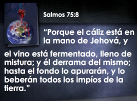 Salmos 75:8
“Porque el cáliz está en
la mano de Jehová, y
el vino está fermentado, lleno de
mistura; y él derrama del mismo;
hasta el fondo lo apurarán, y lo
beberán todos los impíos de la
tierra.”